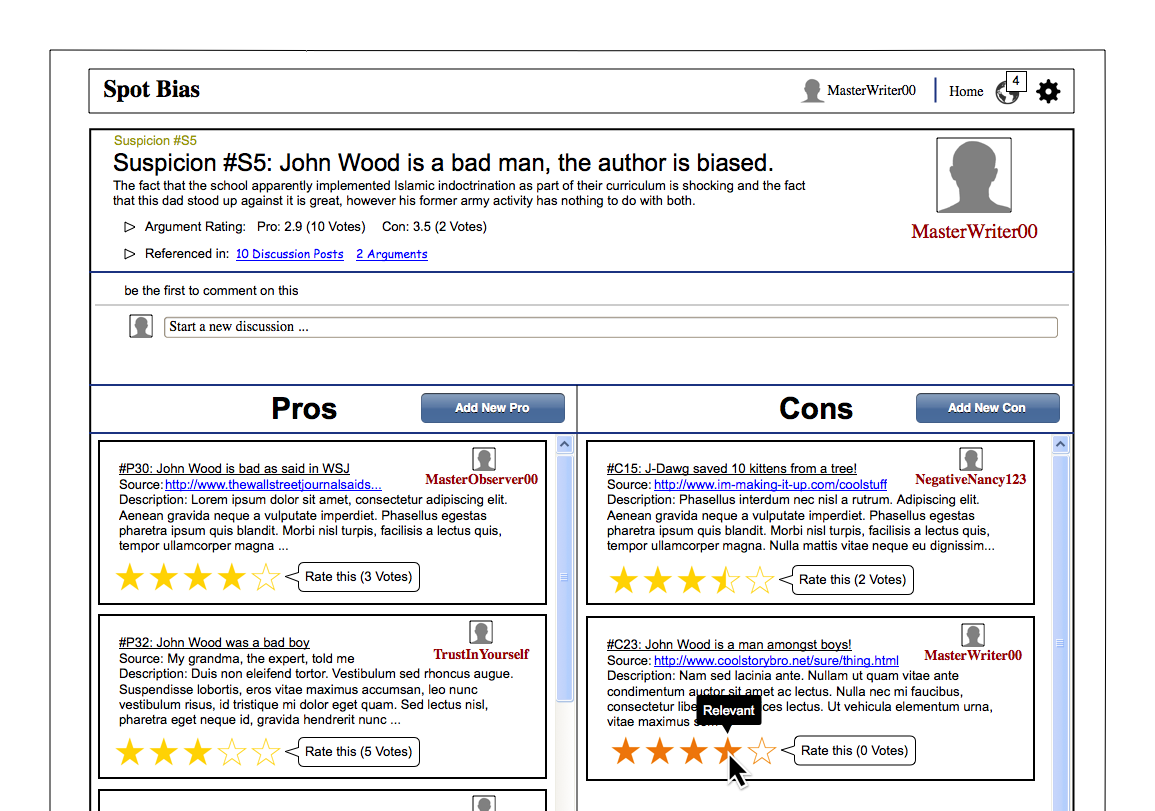 Spot Bias
MasterWriter00
Home
4
Suspicion #S5
Suspicion #S5: John Wood is a bad man, the author is biased.
The fact that the school apparently implemented Islamic indoctrination as part of their curriculum is shocking and the fact
that this dad stood up against it is great, however his former army activity has nothing to do with both.
MasterWriter00
Argument Rating: Pro: 2.9 (10 Votes) Con: 3.5 (2 Votes)
Referenced in: 10 Discussion Posts 2 Arguments
be the first to comment on this
Start a new discussion ...
Pros
Add New Pro
#P30: John Wood is bad as said in WSJ
MasterObserver00
Source: http://www.thewallstreetjournalsaids...
Description: Lorem ipsum dolor sit amet, consectetur adipiscing elit.
Aenean gravida neque a vulputate imperdiet. Phasellus egestas
pharetra ipsum quis blandit. Morbi nisl turpis, facilisis a lectus quis,
tempor ullamcorper magna ...
Rate this (3 Votes)
#P32: John Wood was a bad boy
TrustInYourself
Source: My grandma, the expert, told me
Description: Duis non eleifend tortor. Vestibulum sed rhoncus augue.
Suspendisse lobortis, eros vitae maximus accumsan, leo nunc
vestibulum risus, id tristique mi dolor eget quam. Sed lectus nisl,
pharetra eget neque id, gravida hendrerit nunc ...
Rate this (5 Votes)
Cons
Add New Con
#C15: J-Dawg saved 10 kittens from a tree!
NegativeNancy123
Source: http://www.im-making-it-up.com/coolstuff
Description: Phasellus interdum nec nisl a rutrum. Adipiscing elit.
Aenean gravida neque a vulputate imperdiet. Phasellus egestas
pharetra ipsum quis blandit. Morbi nisl turpis, facilisis a lectus quis,
tempor ullamcorper magna. Nulla mattis vitae neque eu dignissim...
Rate this (2 Votes)
#C23: John Wood is a man amongst boys!
MasterWriter00
Source: http://www.coolstorybro.net/sure/thing.html
Description: Nam sed lacinia ante. Nullam ut quam vitae ante
condimentum auctor sit amet ac lectus. Nulla nec mi faucibus,
consectetur lectus. Ut vehicula elementum urna,
vitae maximus
Relevant
Rate this (0 Votes)